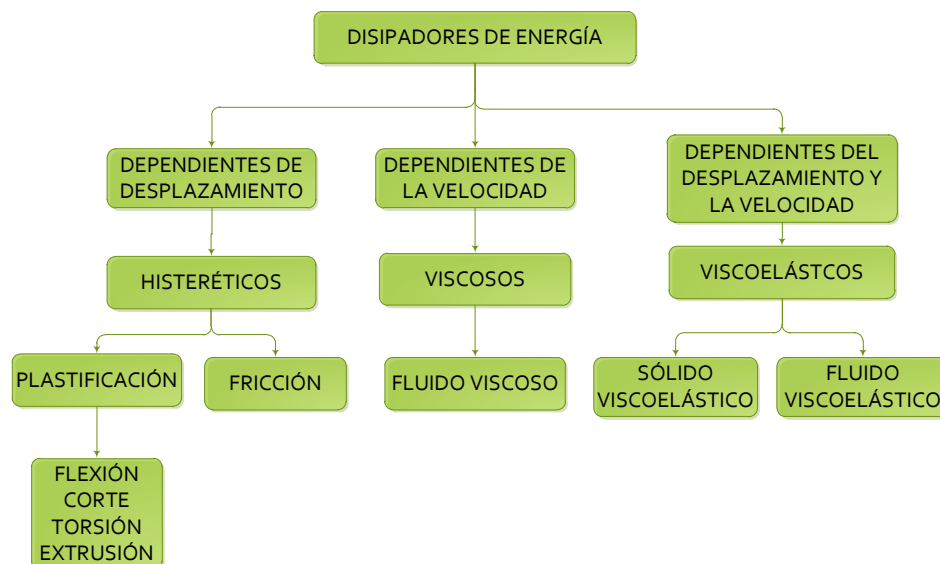 DISIPADORES DE ENERGÍA
DEPENDIENTES DE
DESPLAZAMIENTO
DEPENDIENTES DE
LA VELOCIDAD
DEPENDIENTES DEL
DESPLAZAMIENTO Y
LA VELOCIDAD
HISTERÉTICOS
VISCOSOS
VISCOELÁSTCOS
PLASTIFICACIÓN
FRICCIÓN
FLUIDO VISCOSO
SÓLIDO
VISCOELÁSTICO
FLUIDO
VISCOELÁSTICO
FLEXIÓN
CORTE
TORSIÓN
EXTRUSIÓN